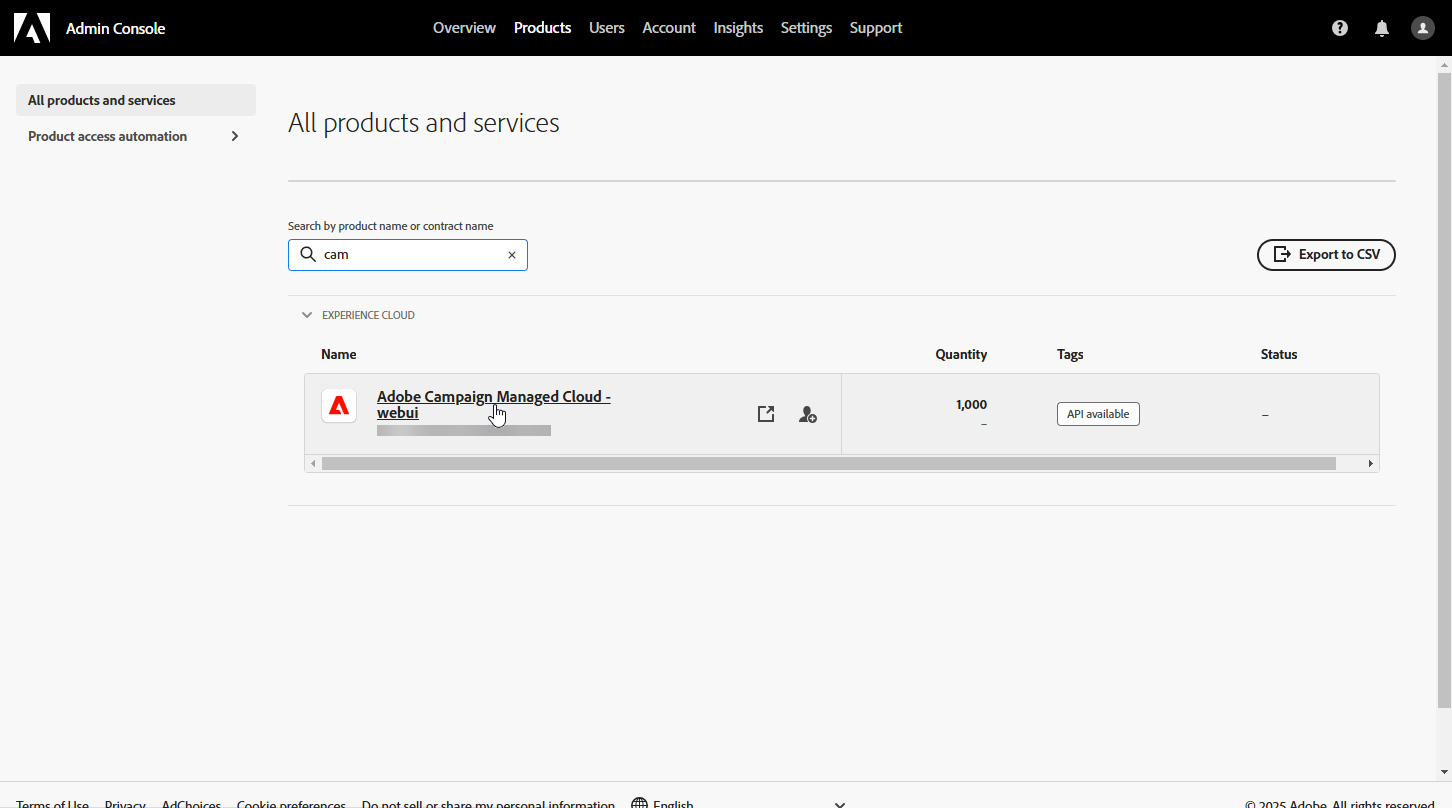 Admin Console
Overview Products Users Account Insights Settings Support
All products and services
Product access automation
All products and services
Search by product name or contract name
cam
Export to CSV
EXPERIENCE CLOUD
Name Quantity Tags Status
Adobe Campaign Managed Cloud -
webui
1,000
–
API available
–
Terms of Use Privacy AdChoices Cookie preferences Do not sell or share my personal information English © 2025 Adobe. All rights reserved